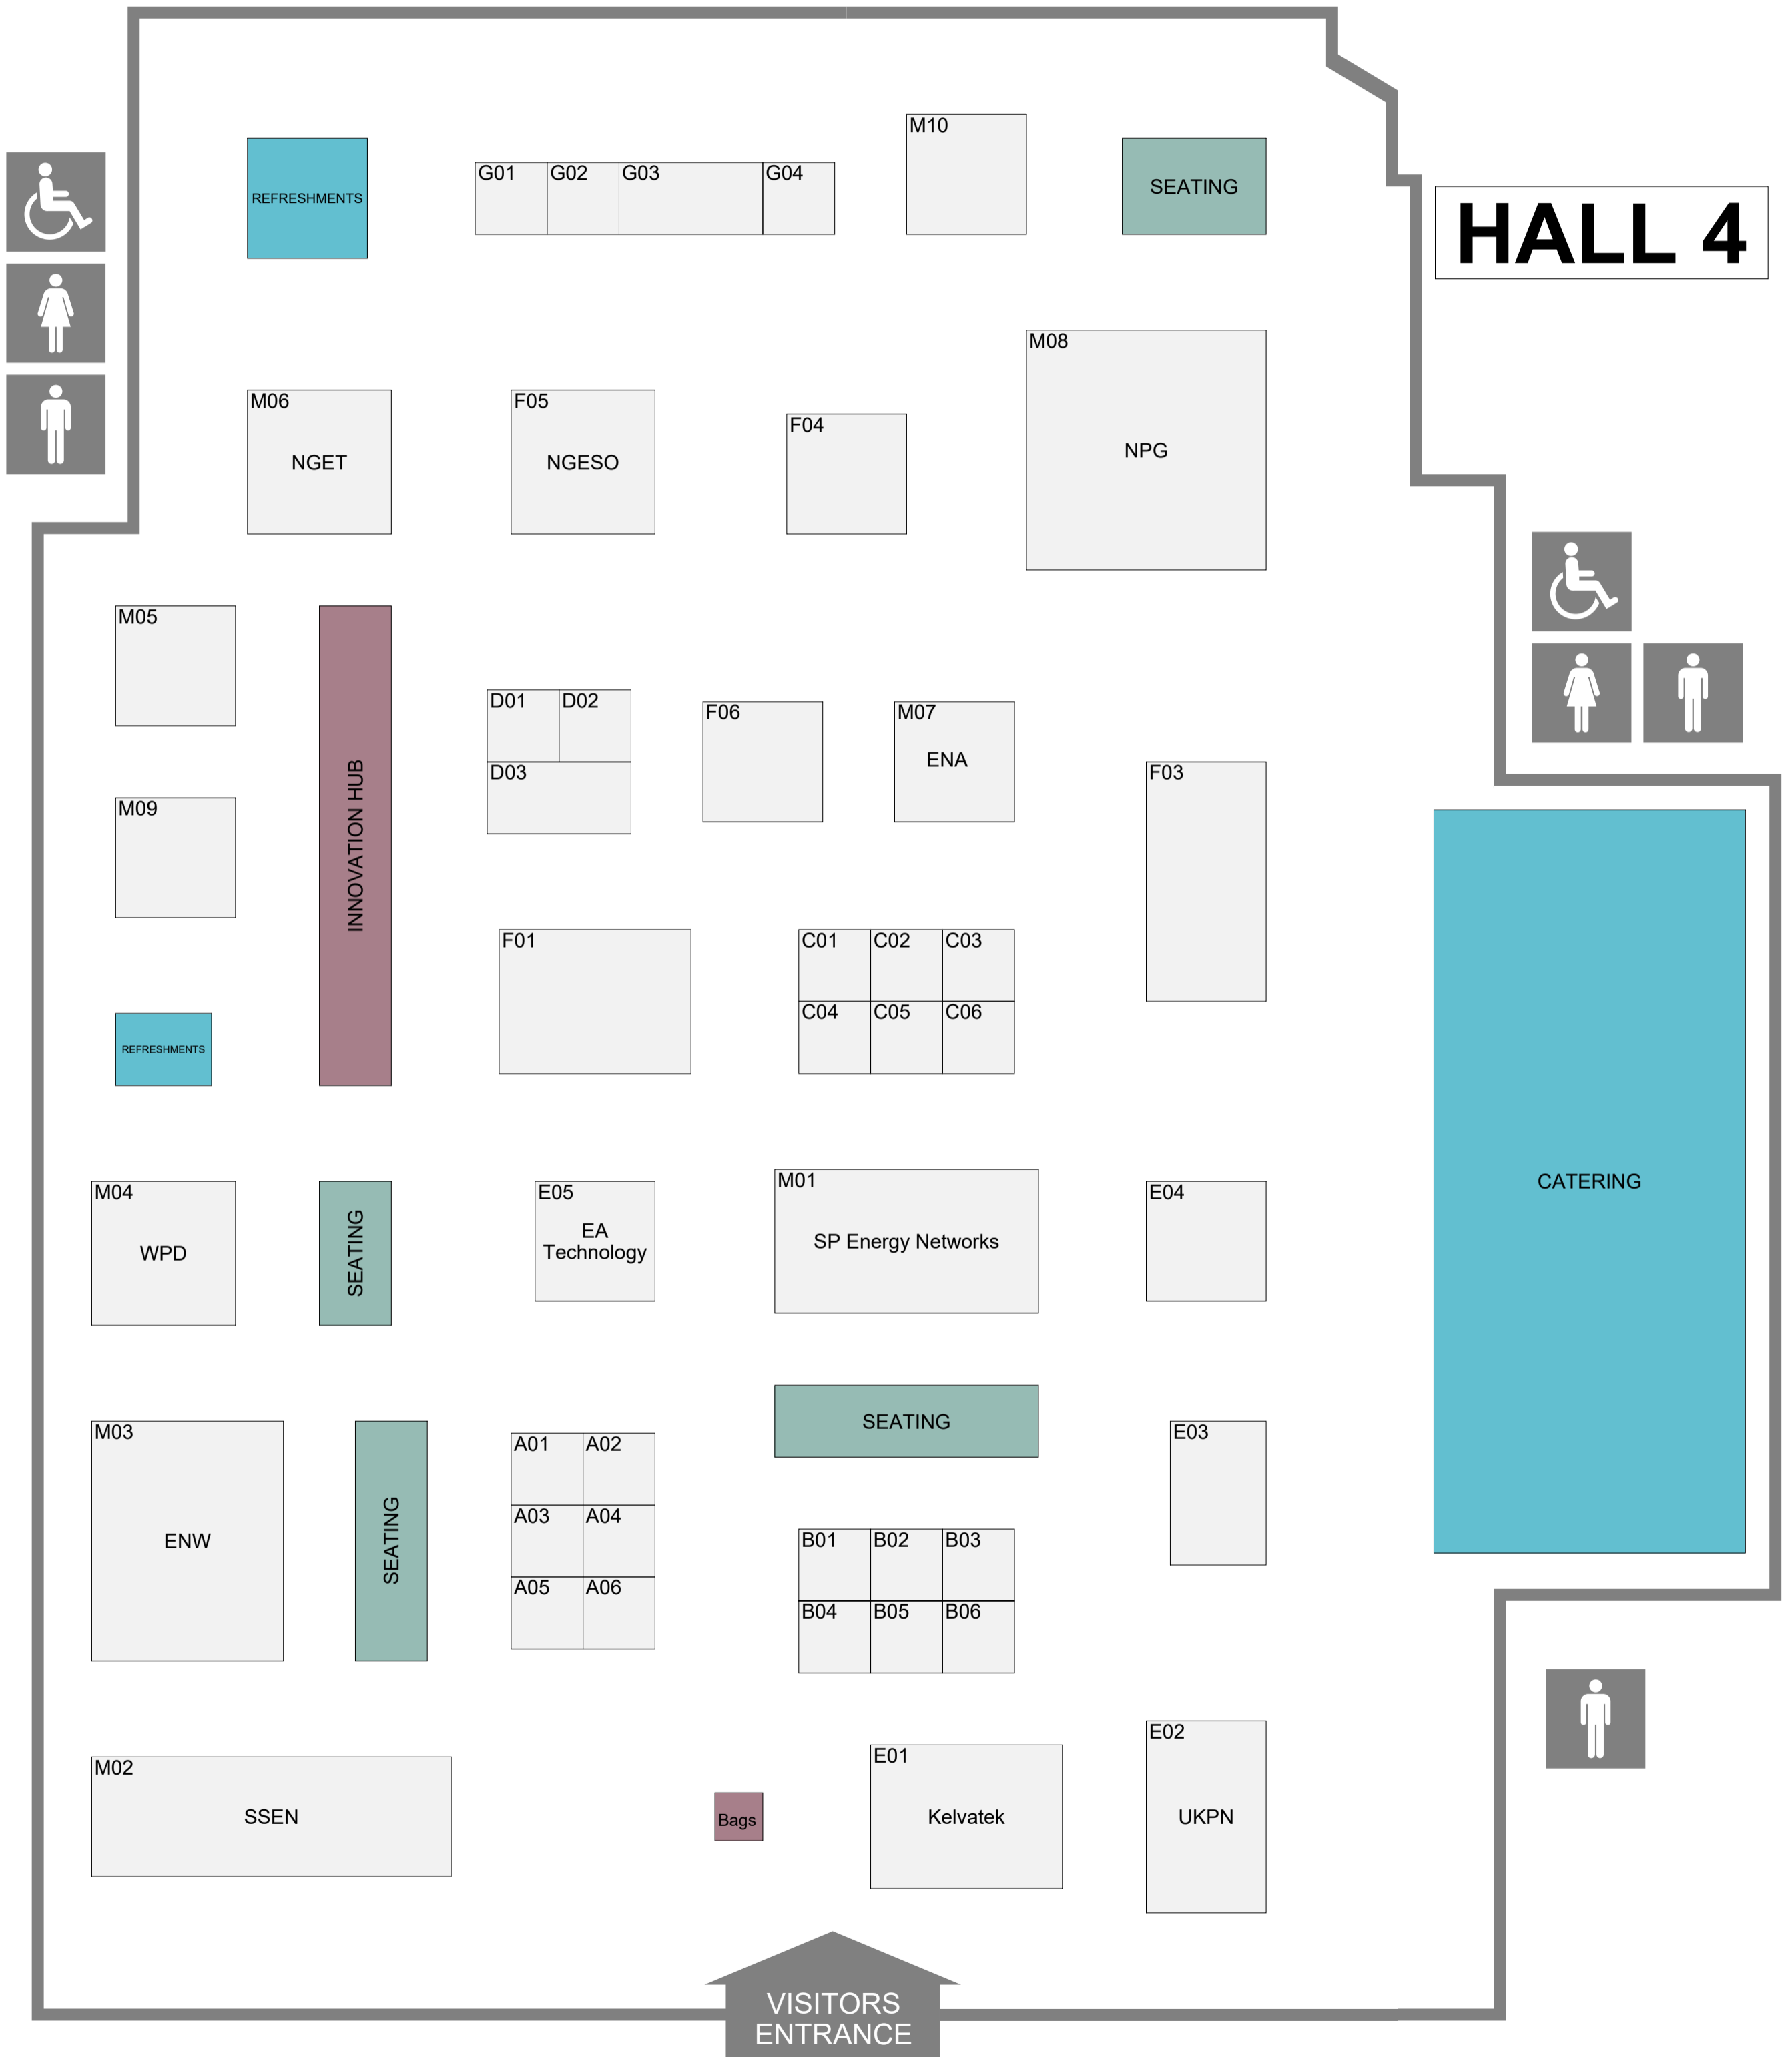 M10
G01
G02
G03
G04
REFRESHMENTS
SEATING
HALL 4
M08
NPG
M06
NGET
F05
NGESO
F04
M05
D01
D02
D03
F06
M07
ENA
F03
M09
INNOVATION HUB
F01
C01
C02
C03
C04
C05
C06
REFRESHMENTS
M04
WPD
SEATING
E05
EA
Technology
M01
SP Energy Networks
E04
CATERING
SEATING
M03
ENW
SEATING
A01
A02
A03
A04
A05
A06
E03
B01
B02
B03
B04
B05
B06
M02
SSEN
Bags
E01
Kelvatek
E02
UKPN
VISITORS
ENTRANCE